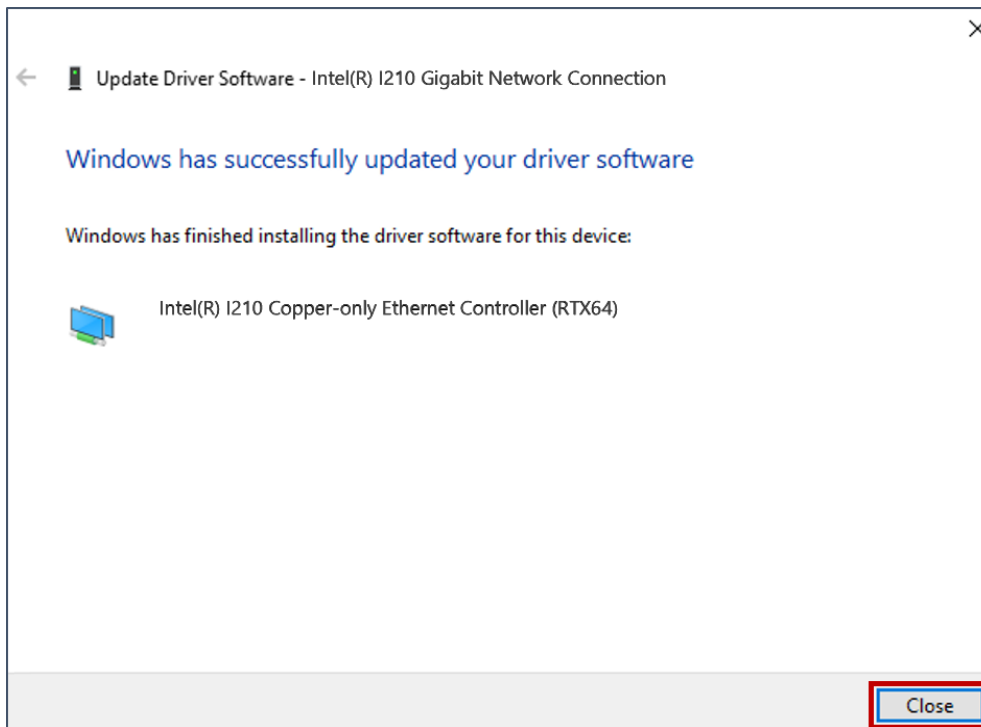 Update Driver Software - Intel(R) I210 Gigabit Network Connection
Windows has successfully updated your driver software
Windows has finished installing the driver software for this device:
Intel(R) I210 Copper-only Ethernet Controller (RTX64)
Close